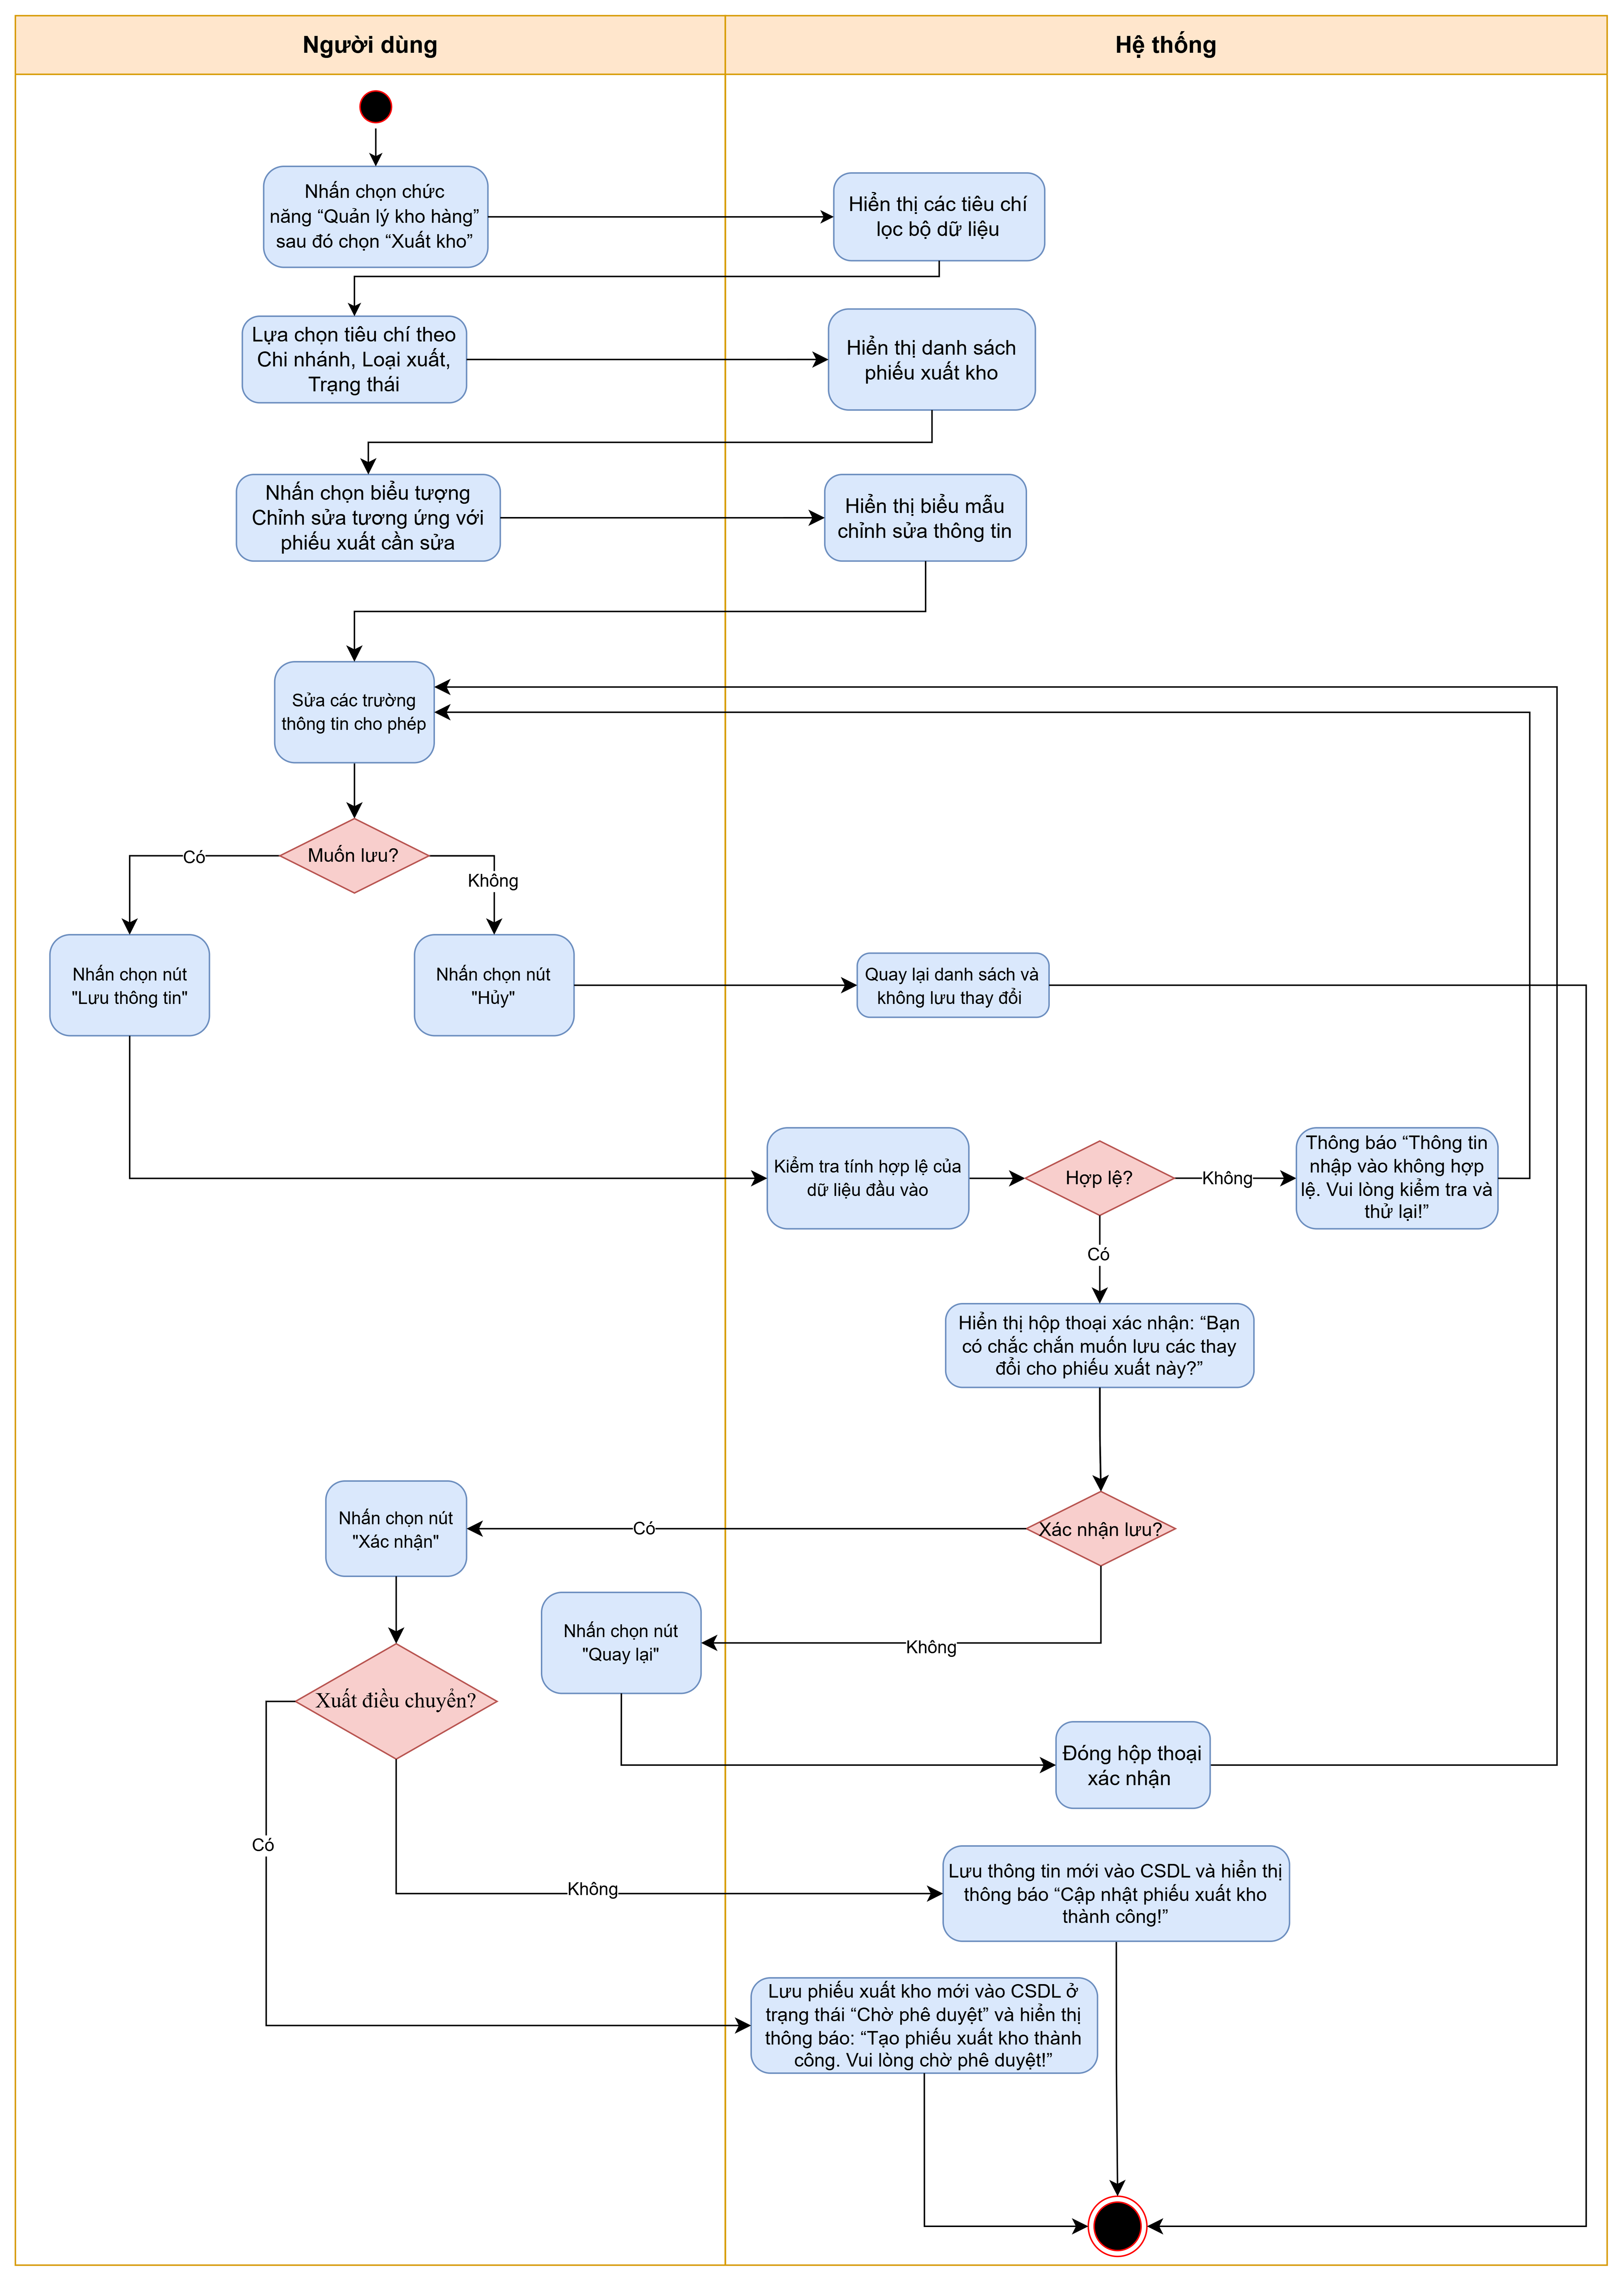 Người dùng
Hệ thống
Nhấn chọn chức
năng “Quản lý kho hàng”
sau đó chọn “Xuất kho”
Hiển thị các tiêu chí
lọc bộ dữ liệu
Lựa chọn tiêu chí theo
Chi nhánh, Loại xuất,
Trạng thái
Hiển thị danh sách
phiếu xuất kho
Nhấn chọn biểu tượng
Chỉnh sửa tương ứng với
phiếu xuất cần sửa
Hiển thị biểu mẫu
chỉnh sửa thông tin
Sửa các trường
thông tin cho phép
Muốn lưu?
Có
Không
Nhấn chọn nút
"Lưu thông tin"
Nhấn chọn nút
"Hủy"
Quay lại danh sách và
không lưu thay đổi
Kiểm tra tính hợp lệ của
dữ liệu đầu vào
Hợp lệ?
Không
Thông báo “Thông tin
nhập vào không hợp
lệ. Vui lòng kiểm tra và
thử lại!”
Có
Hiển thị hộp thoại xác nhận: “Bạn
có chắc chắn muốn lưu các thay
đổi cho phiếu xuất này?”
Xác nhận lưu?
Có
Nhấn chọn nút
"Xác nhận"
Không
Nhấn chọn nút
"Quay lại"
Xuất điều chuyển?
Đóng hộp thoại
xác nhận
Có
Không
Lưu thông tin mới vào CSDL và hiển thị
thông báo “Cập nhật phiếu xuất kho
thành công!”
Lưu phiếu xuất kho mới vào CSDL ở
trạng thái “Chờ phê duyệt” và hiển thị
thông báo: “Tạo phiếu xuất kho thành
công. Vui lòng chờ phê duyệt!”